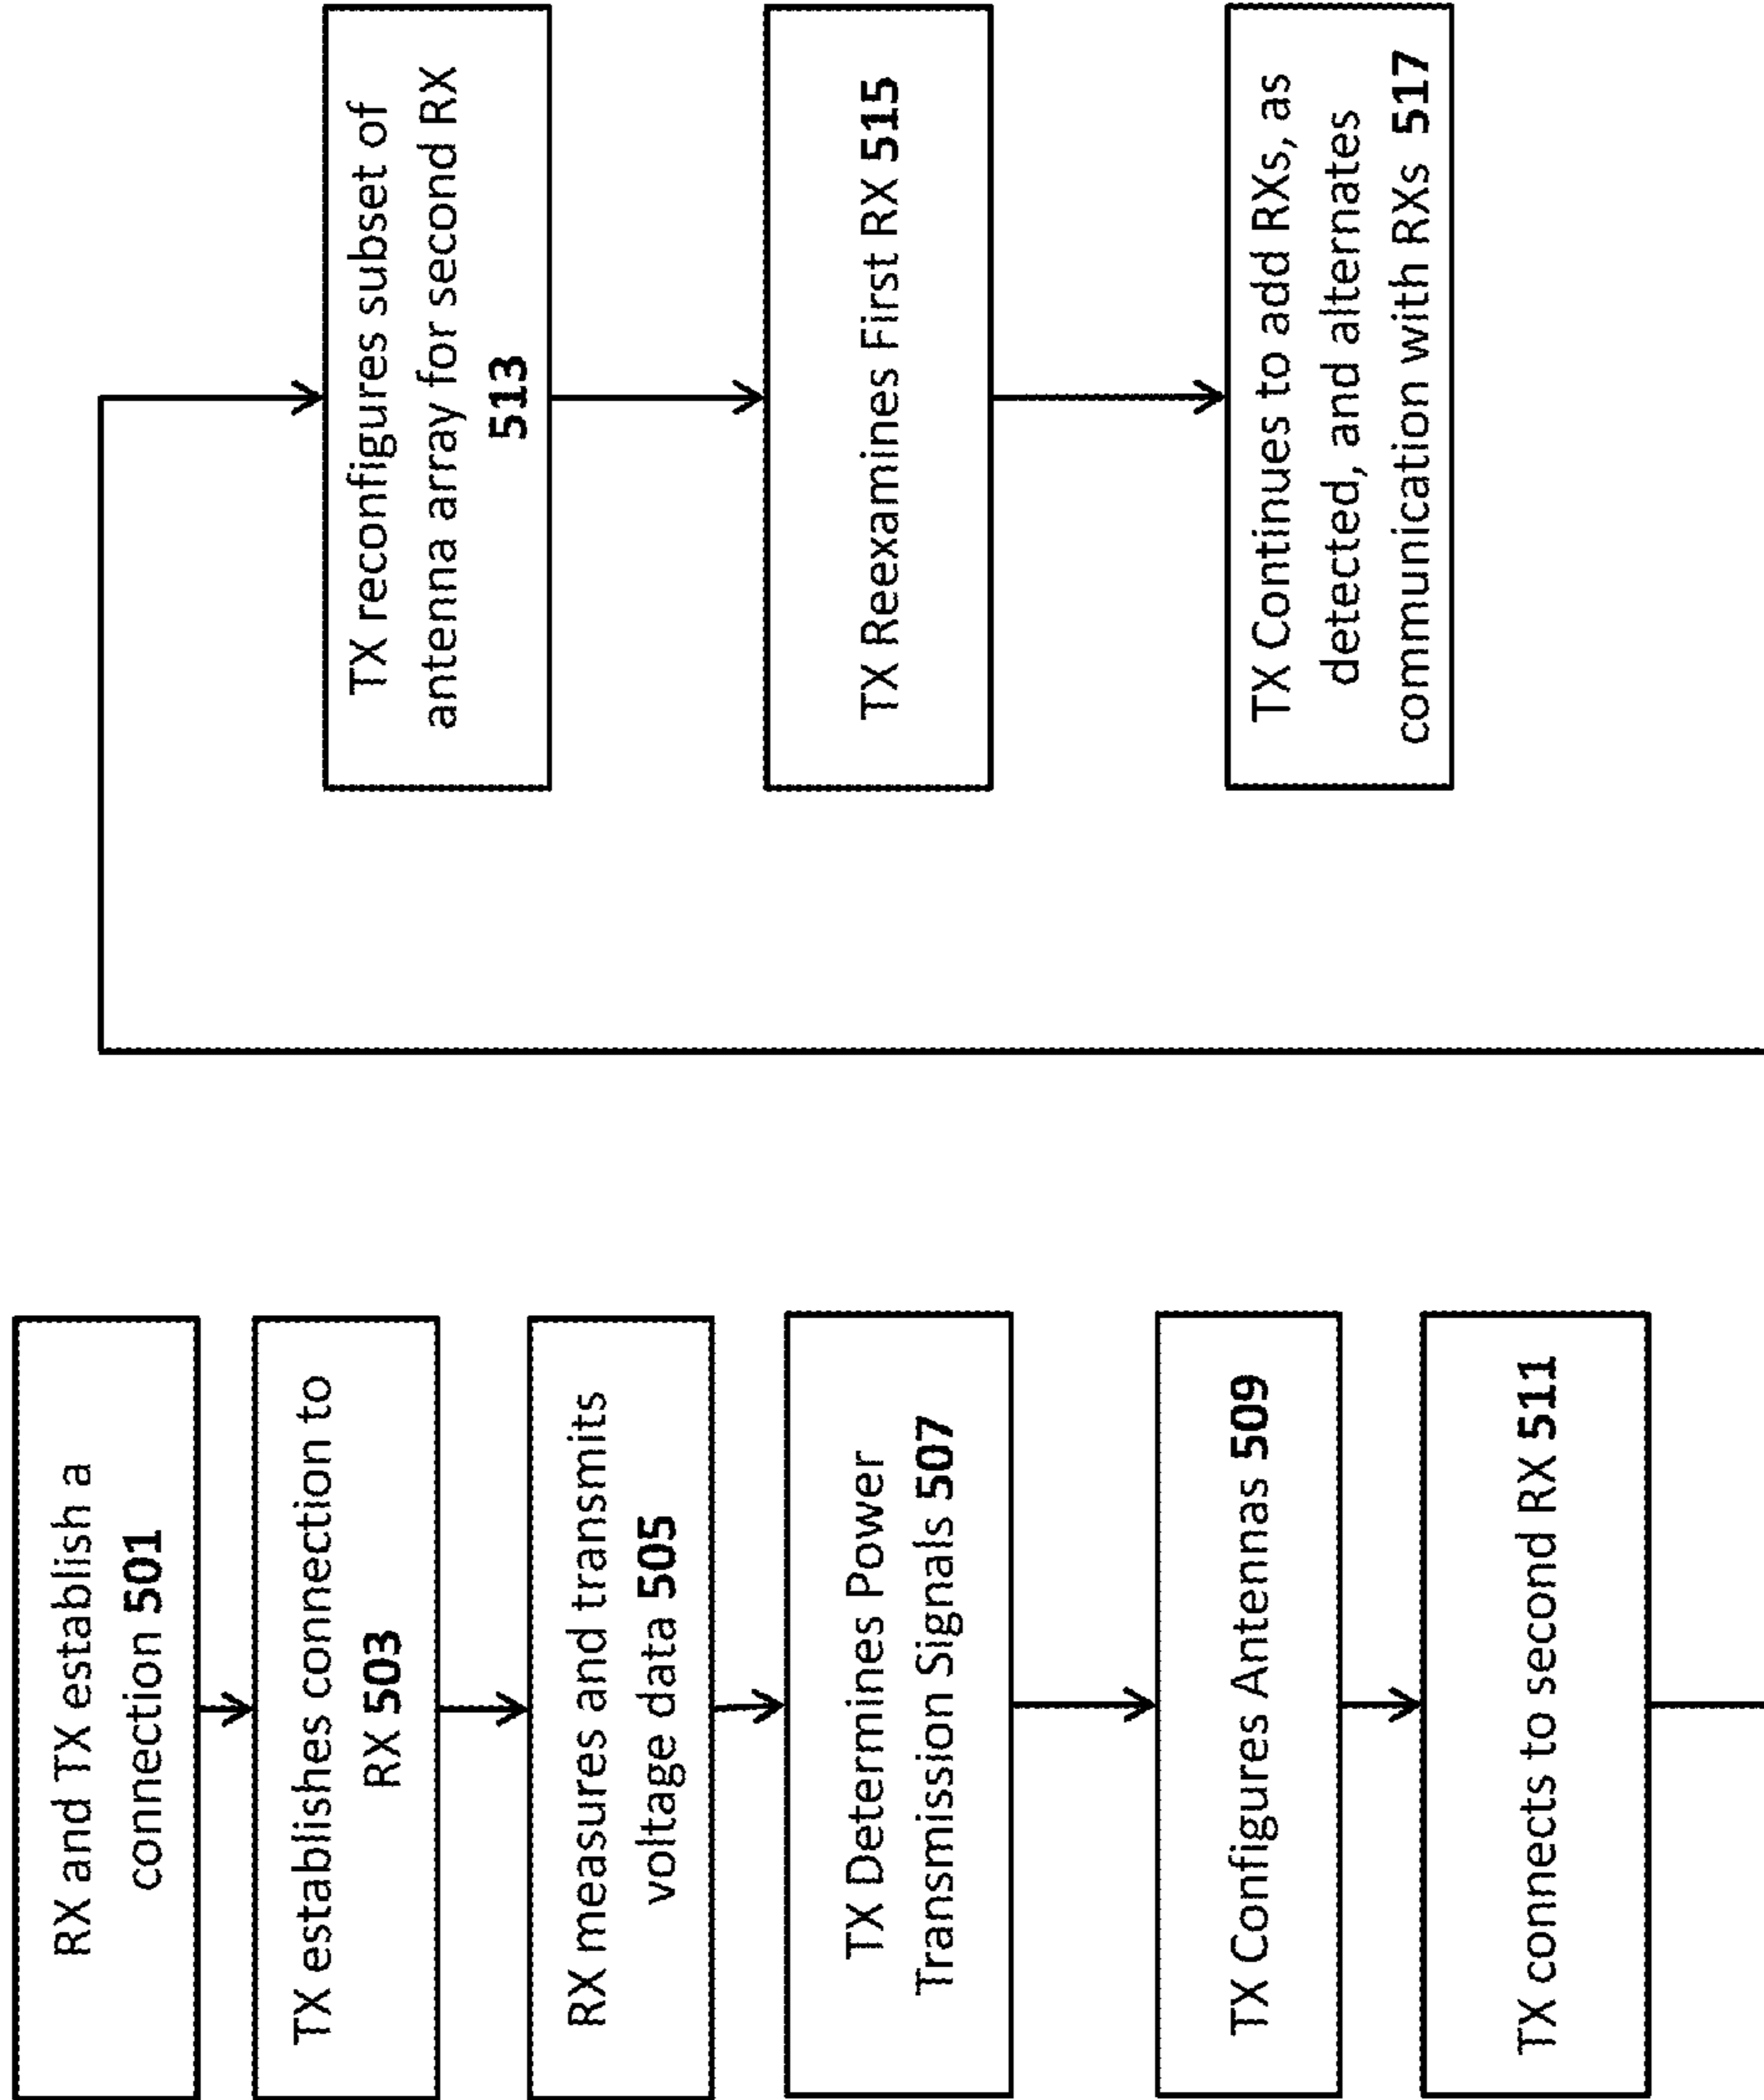 RX and TX establish a
connection 501
TX establishes connection to
RX 503
RX measures and transmits
voltage data 505
TX Determines Power
Transmission Signals 507
TX Configures Antennas 509
TX connects to second RX 511
TX reconfigures subset of
antenna array for second RX
513
TX Reexamines First RX 515
TX Continues to add RXs, as
detected, and alternates
communication with RXs 517